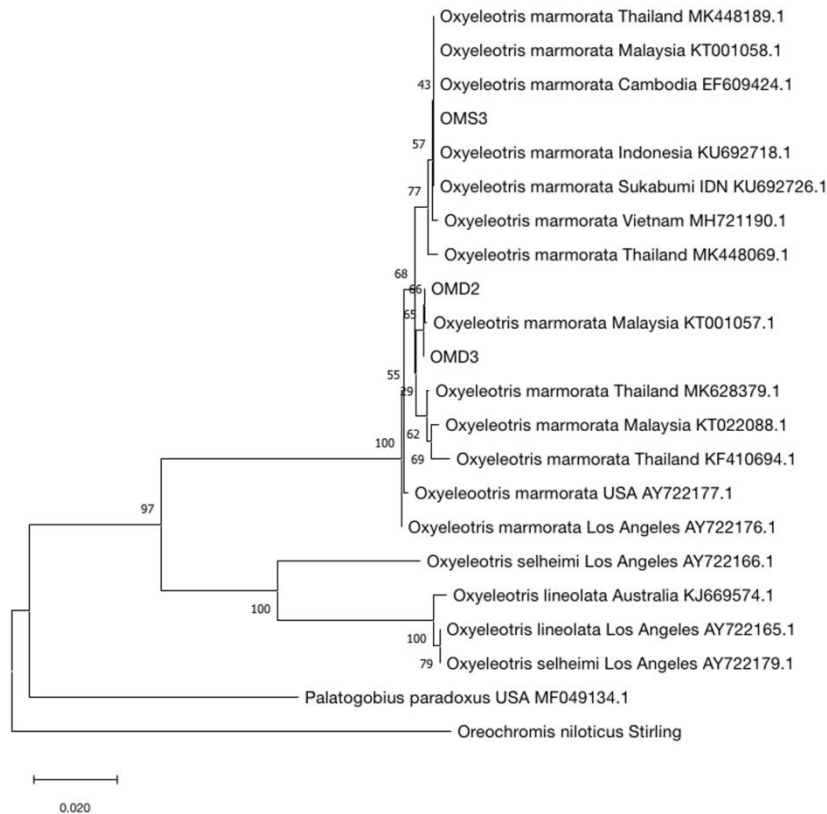 Oxyeleotris marmorata Thailand MK448189.1
Oxyeleotris marmorata Malaysia KT001058.1
43
Oxyeleotris marmorata Cambodia EF609424.1
OMS3
57
Oxyeleotris marmorata Indonesia KU692718.1
77
Oxyeleotris marmorata Sukabumi IDN KU692726.1
Oxyeleotris marmorata Vietnam MH721190.1
Oxyeleotris marmorata Thailand MK448069.1
68
66
OMD2
65
Oxyeleotris marmorata Malaysia KT001057.1
OMD3
55
29
Oxyeleotris marmorata Thailand MK628379.1
Oxyeleotris marmorata Malaysia KT022088.1
62
100
69
Oxyeleotris marmorata Thailand KF410694.1
Oxyeleootris marmorata USA AY722177.1
97
Oxyeleotris marmorata Los Angeles AY722176.1
Oxyeleotris selheimi Los Angeles AY722166.1
Oxyeleotris lineolata Australia KJ669574.1
100
Oxyeleotris lineolata Los Angeles AY722165.1
100
79
Oxyeleotris selheimi Los Angeles AY722179.1
Palatogobius paradoxus USA MF049134.1
Oreochromis niloticus Stirling
0.020